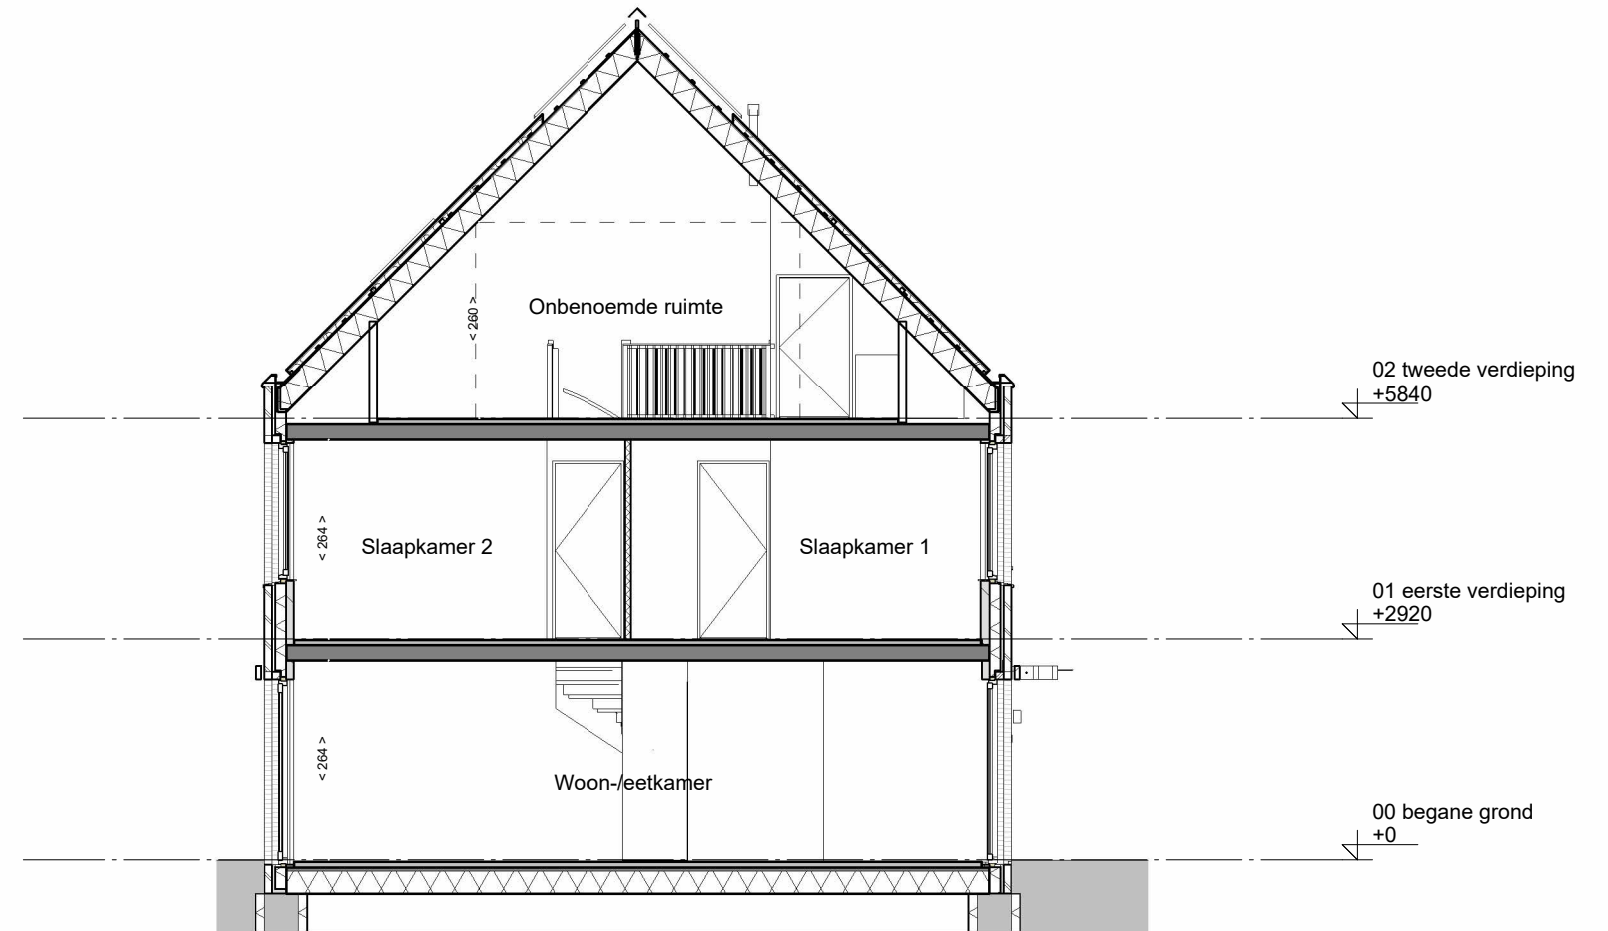 Onbenoemde ruimte
< 260 >
02 tweede verdieping
+5840
Slaapkamer 2
< 264 >
Slaapkamer 1
01 eerste verdieping
+2920
< 264 >
Woon-/eetkamer
00 begane grond
+0